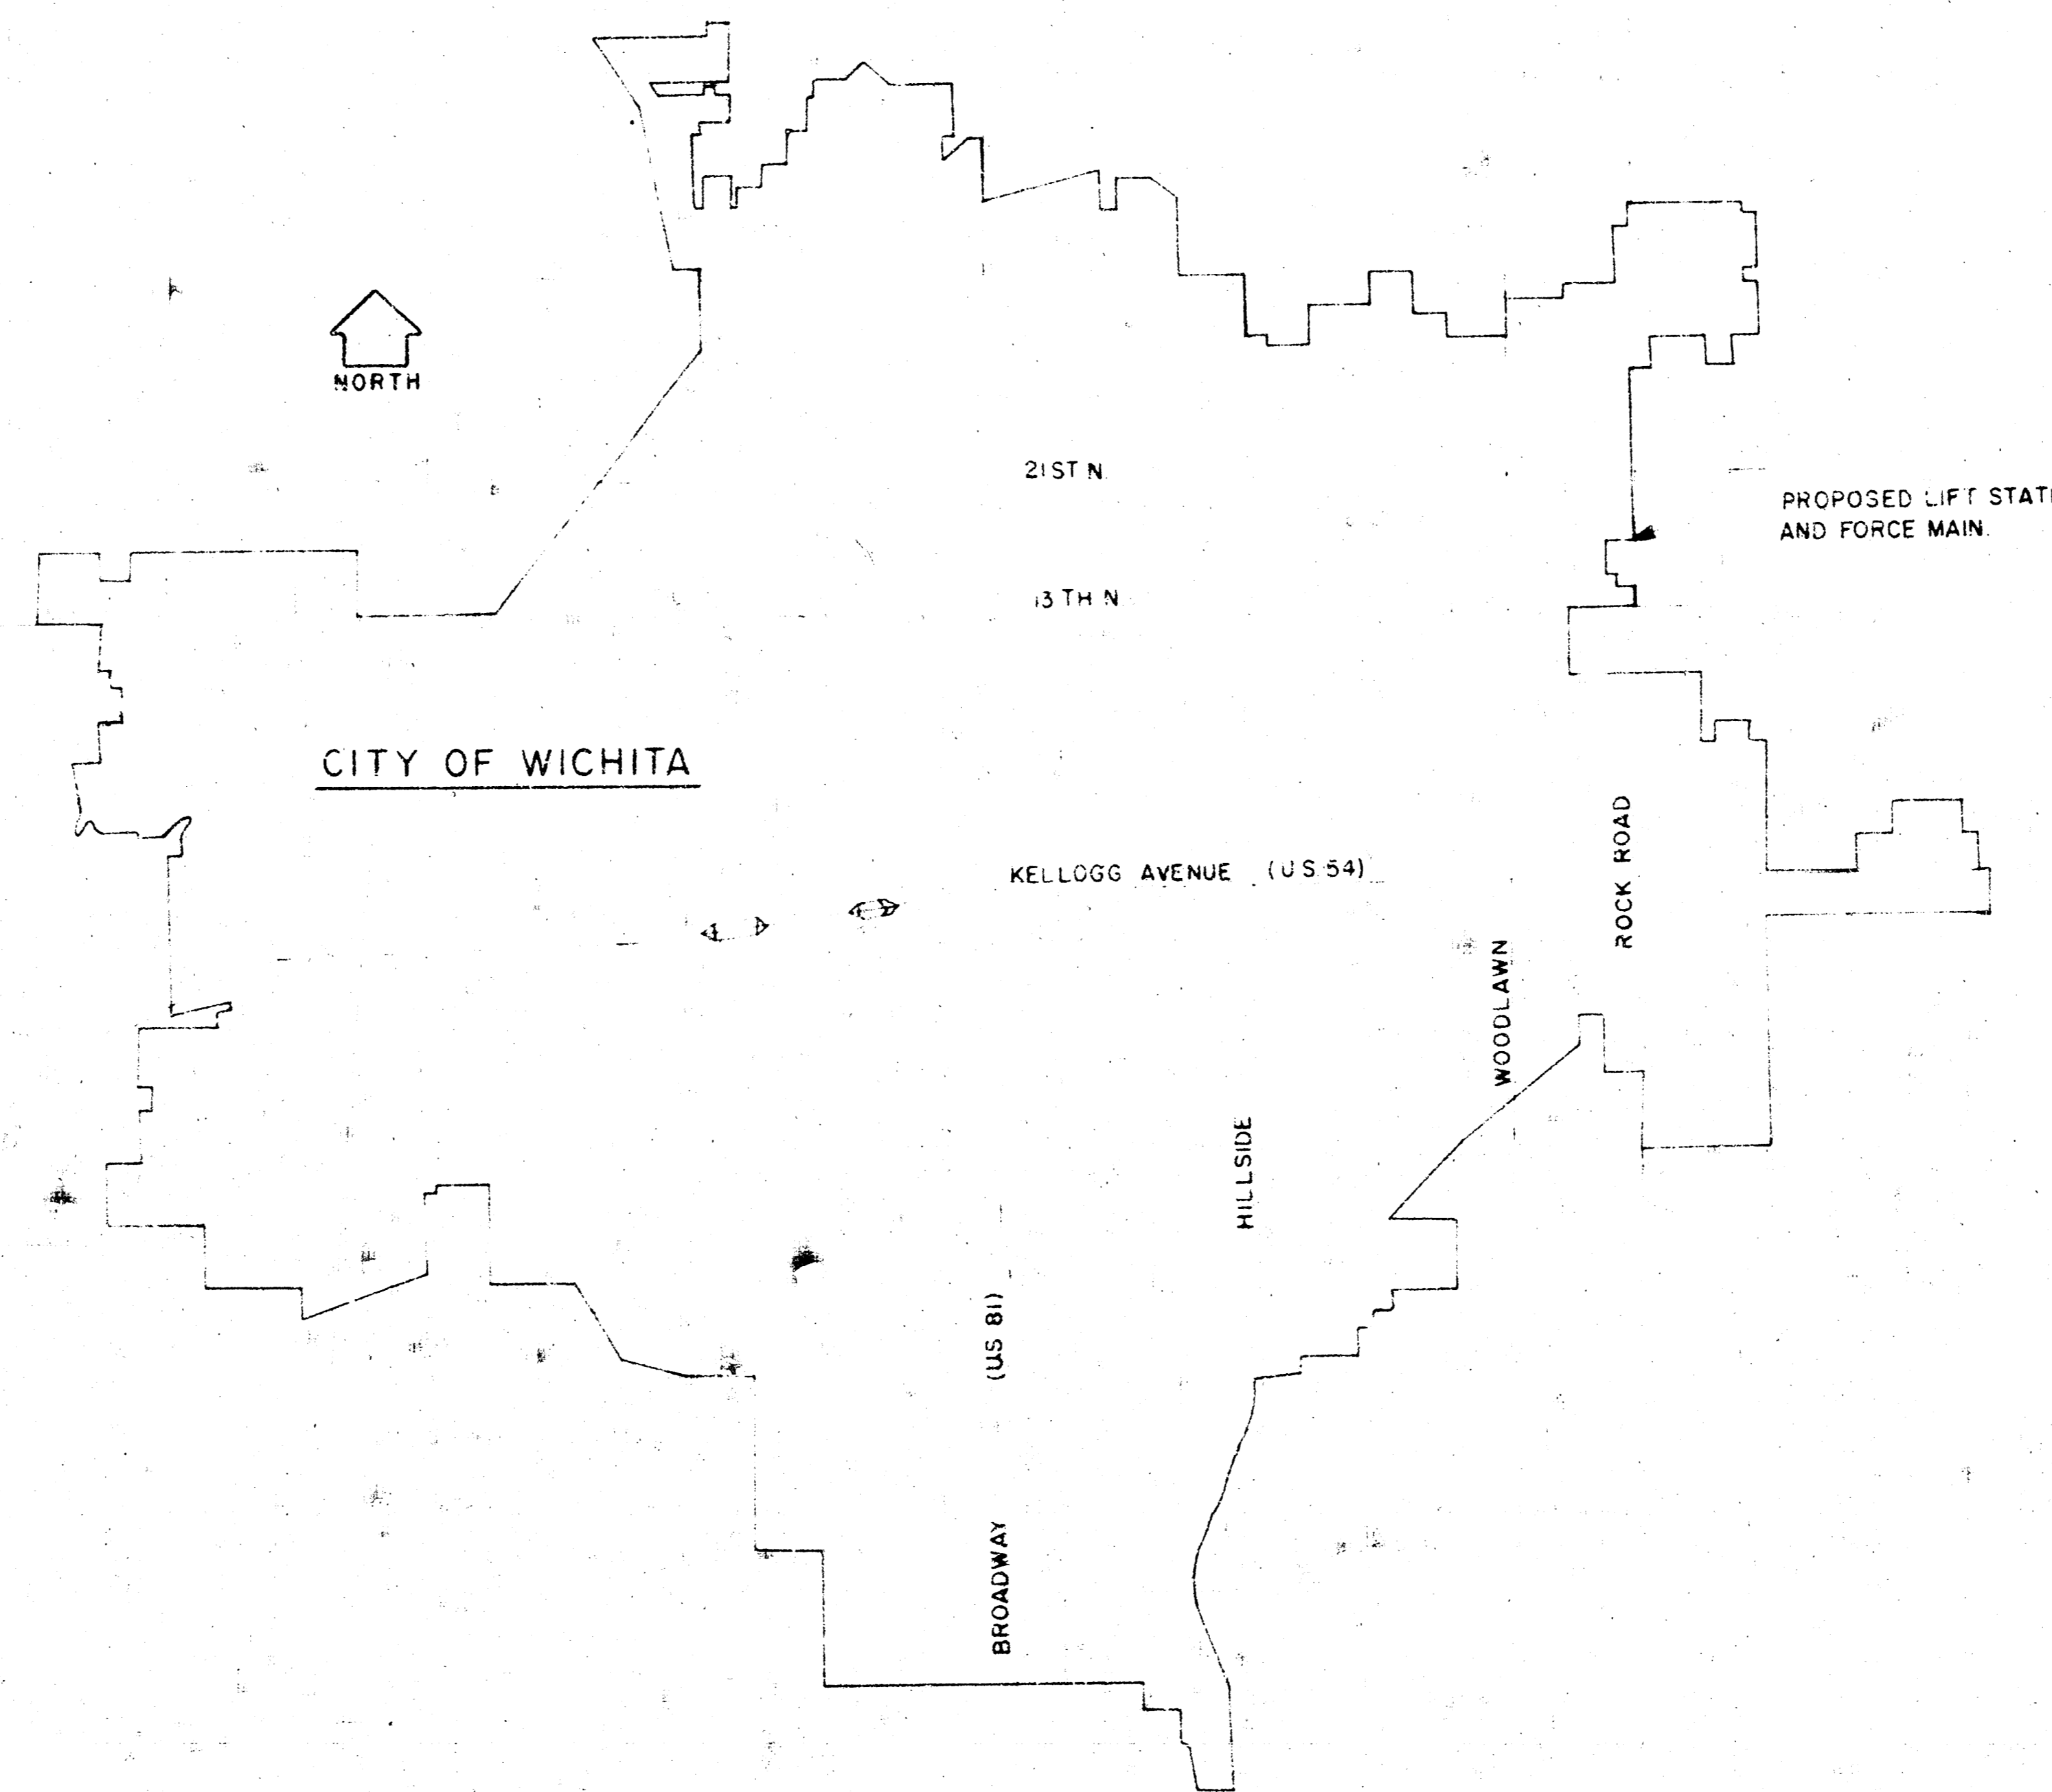 NORTH
21ST N.
PROPOSED LIFT STATI
AND FORCE MAIN.
13 TH N.
CITY OF WICHITA
ROCK ROAD
KELLOGG AVENUE (US 54)
WOODLAWN
HILLSIDE
(US 81)
BROADWAY